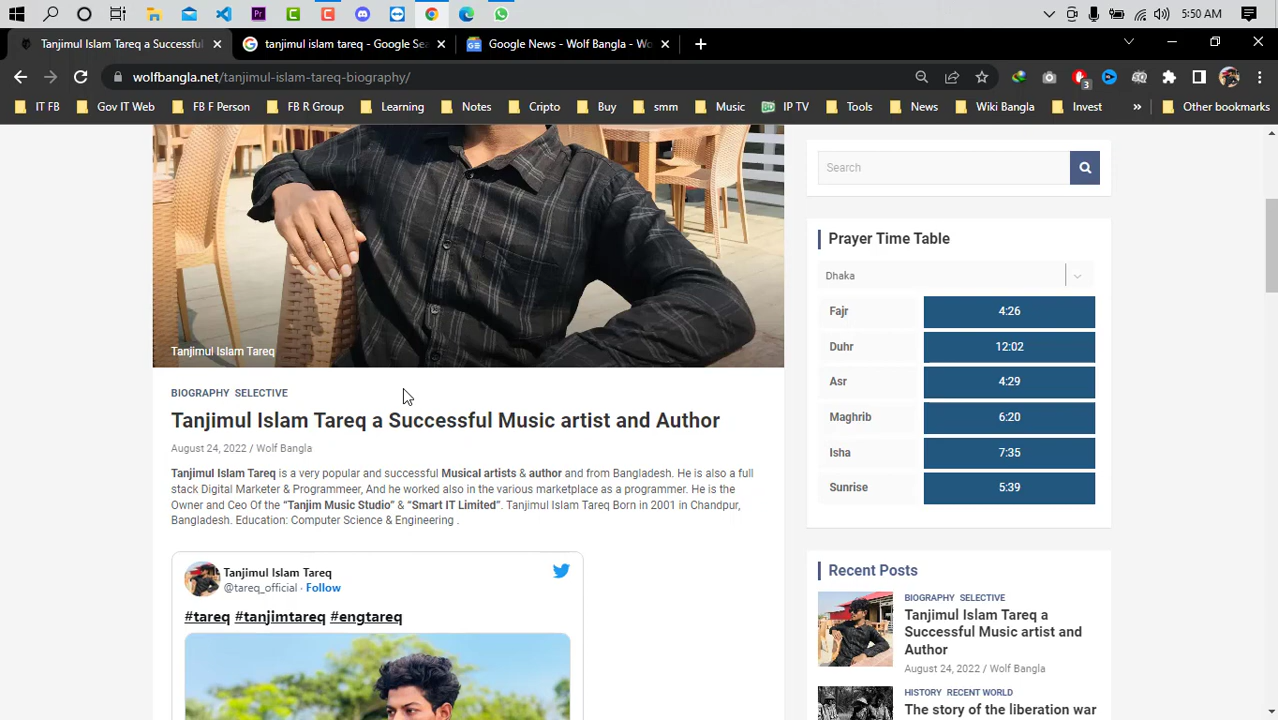 5:50 AM
Tanjimul Islam Tareq a Successful
tanjimul islam tareq - Google Sea
Google News - Wolf Bangla - Wo
wolfbangla.net/tanjimul-islam-tareq-biography/
3
IT FB
Gov IT Web
FB F Person
FB R Group
Learning
Notes
Cripto
Buy
smm
Music
IP TV
Tools
News
Wiki Bangla
Invest
»
Other bookmarks
Tanjimul Islam Tareq
BIOGRAPHY SELECTIVE
Tanjimul Islam Tareq a Successful Music artist and Author
August 24, 2022 / Wolf Bangla
Tanjimul Islam Tareq is a very popular and successful Musical artists & author and from Bangladesh. He is also a full
stack Digital Marketer & Programmeer, And he worked also in the various marketplace as a programmer. He is the
Owner and Ceo Of the “Tanjim Music Studio” & “Smart IT Limited”. Tanjimul Islam Tareq Born in 2001 in Chandpur,
Bangladesh. Education: Computer Science & Engineering .
Tanjimul Islam Tareq
@tareq_official · Follow
#tareq #tanjimtareq #engtareq
Search
Prayer Time Table
Dhaka
Fajr 4:26
Duhr 12:02
Asr 4:29
Maghrib 6:20
Isha 7:35
Sunrise 5:39
Recent Posts
BIOGRAPHY SELECTIVE
Tanjimul Islam Tareq a
Successful Music artist and
Author
August 24, 2022 / Wolf Bangla
HISTORY RECENT WORLD
The story of the liberation war